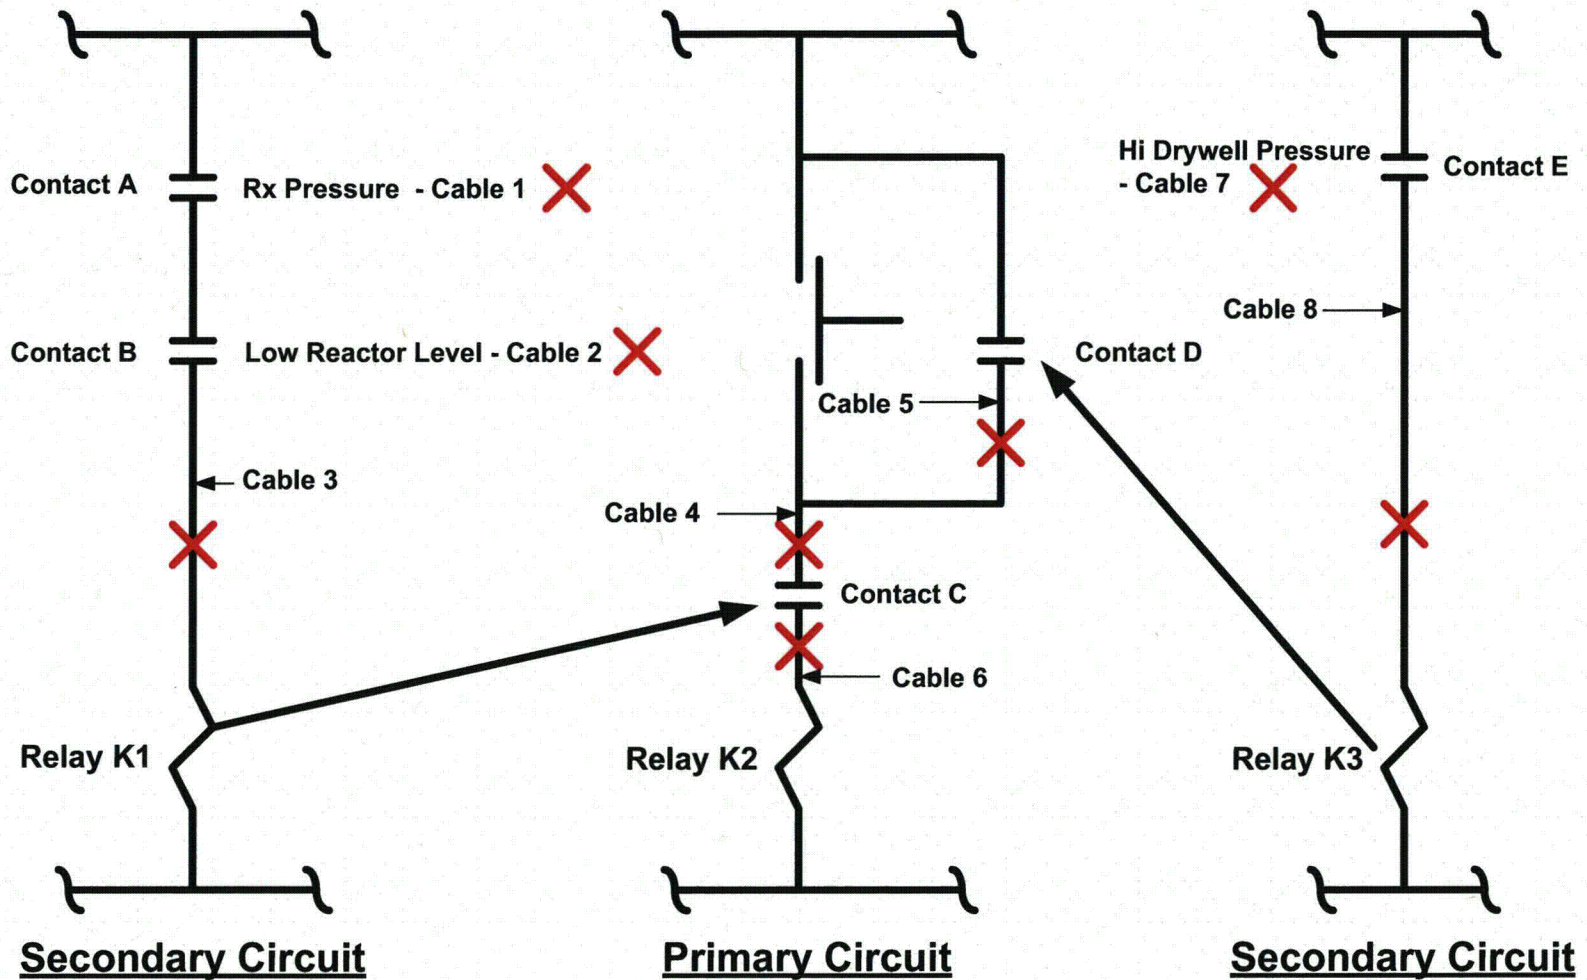 Contact A
Rx Pressure - Cable 1
Contact B
Low Reactor Level - Cable 2
Cable 3
Relay K1
Secondary Circuit
Contact D
Cable 5
Cable 4
Contact C
Cable 6
Relay K2
Primary Circuit
Hi Drywell Pressure
- Cable 7
Contact E
Cable 8
Relay K3
Secondary Circuit